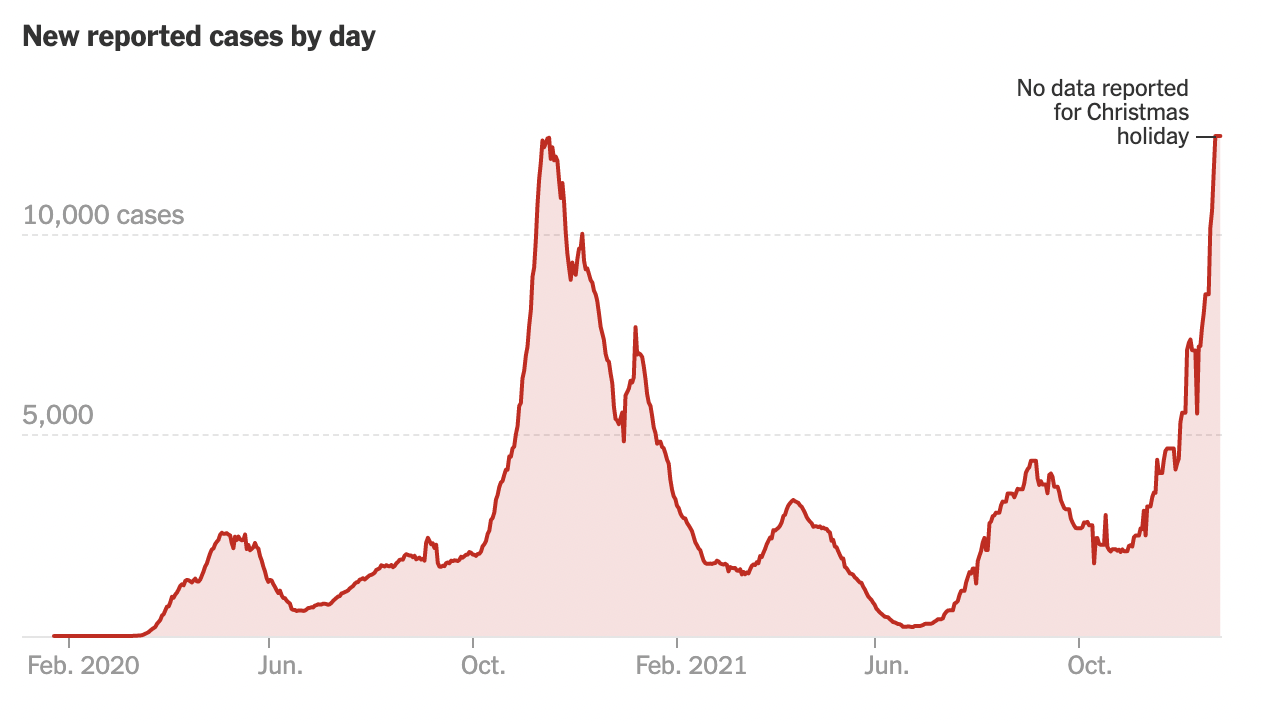 New reported cases by day
No data reported
for Christmas
holiday
10,000 cases
5,000
Feb. 2020
Jun.
Oct.
Feb. 2021
Jun.
Oct.